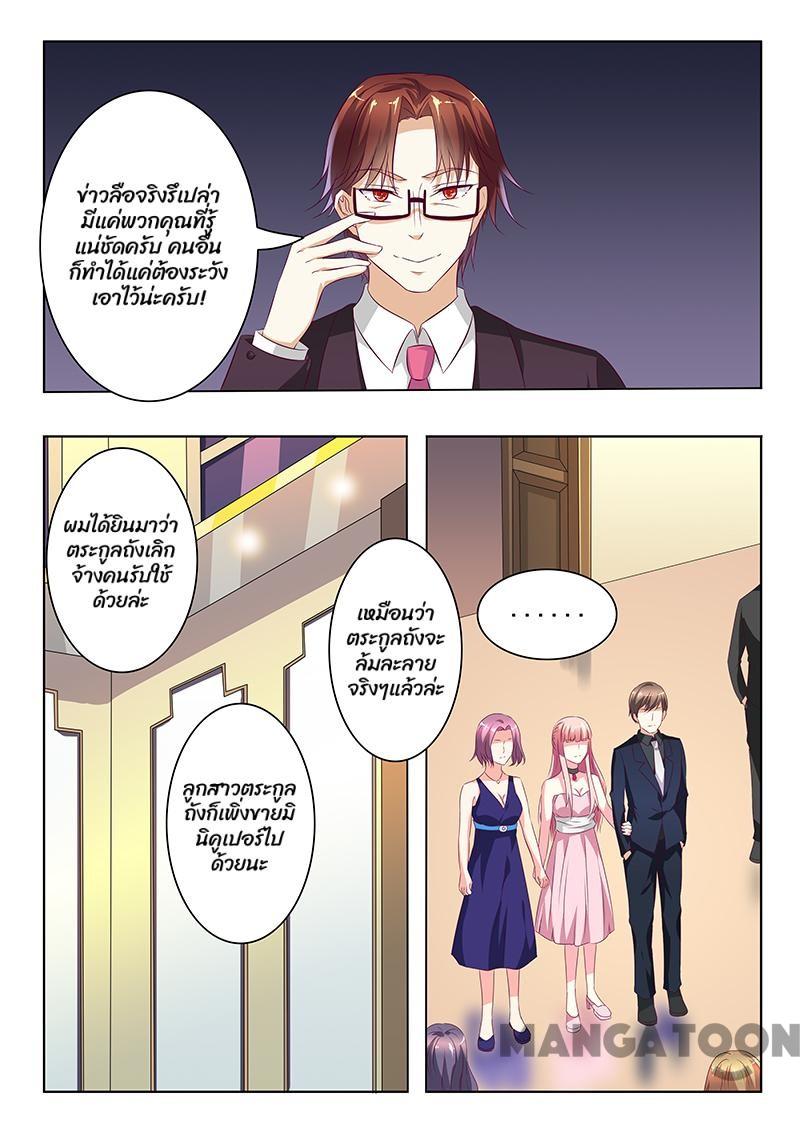 ข่าวลือจริงรึเปล่า
มีแค่พวกคุณที่รู้
แน่ชัดครับ คนอื่น
ก็ทำได้แค่ต้องระวัง
เอาไว้น่ะครับ!
ผมได้ยินมาว่า
ตระกูลถังเลิก
จ้างคนรับใช้
ด้วยล่ะ
เหมือนว่า
ตระกูลถังจะ
ล้มละลาย
จริงๆแล้วล่ะ
ลูกสาวตระกูล
ถังก็เพิ่งขายมิ
นิคูเปอร์ไป
ด้วยนะ
......
MANGATOON